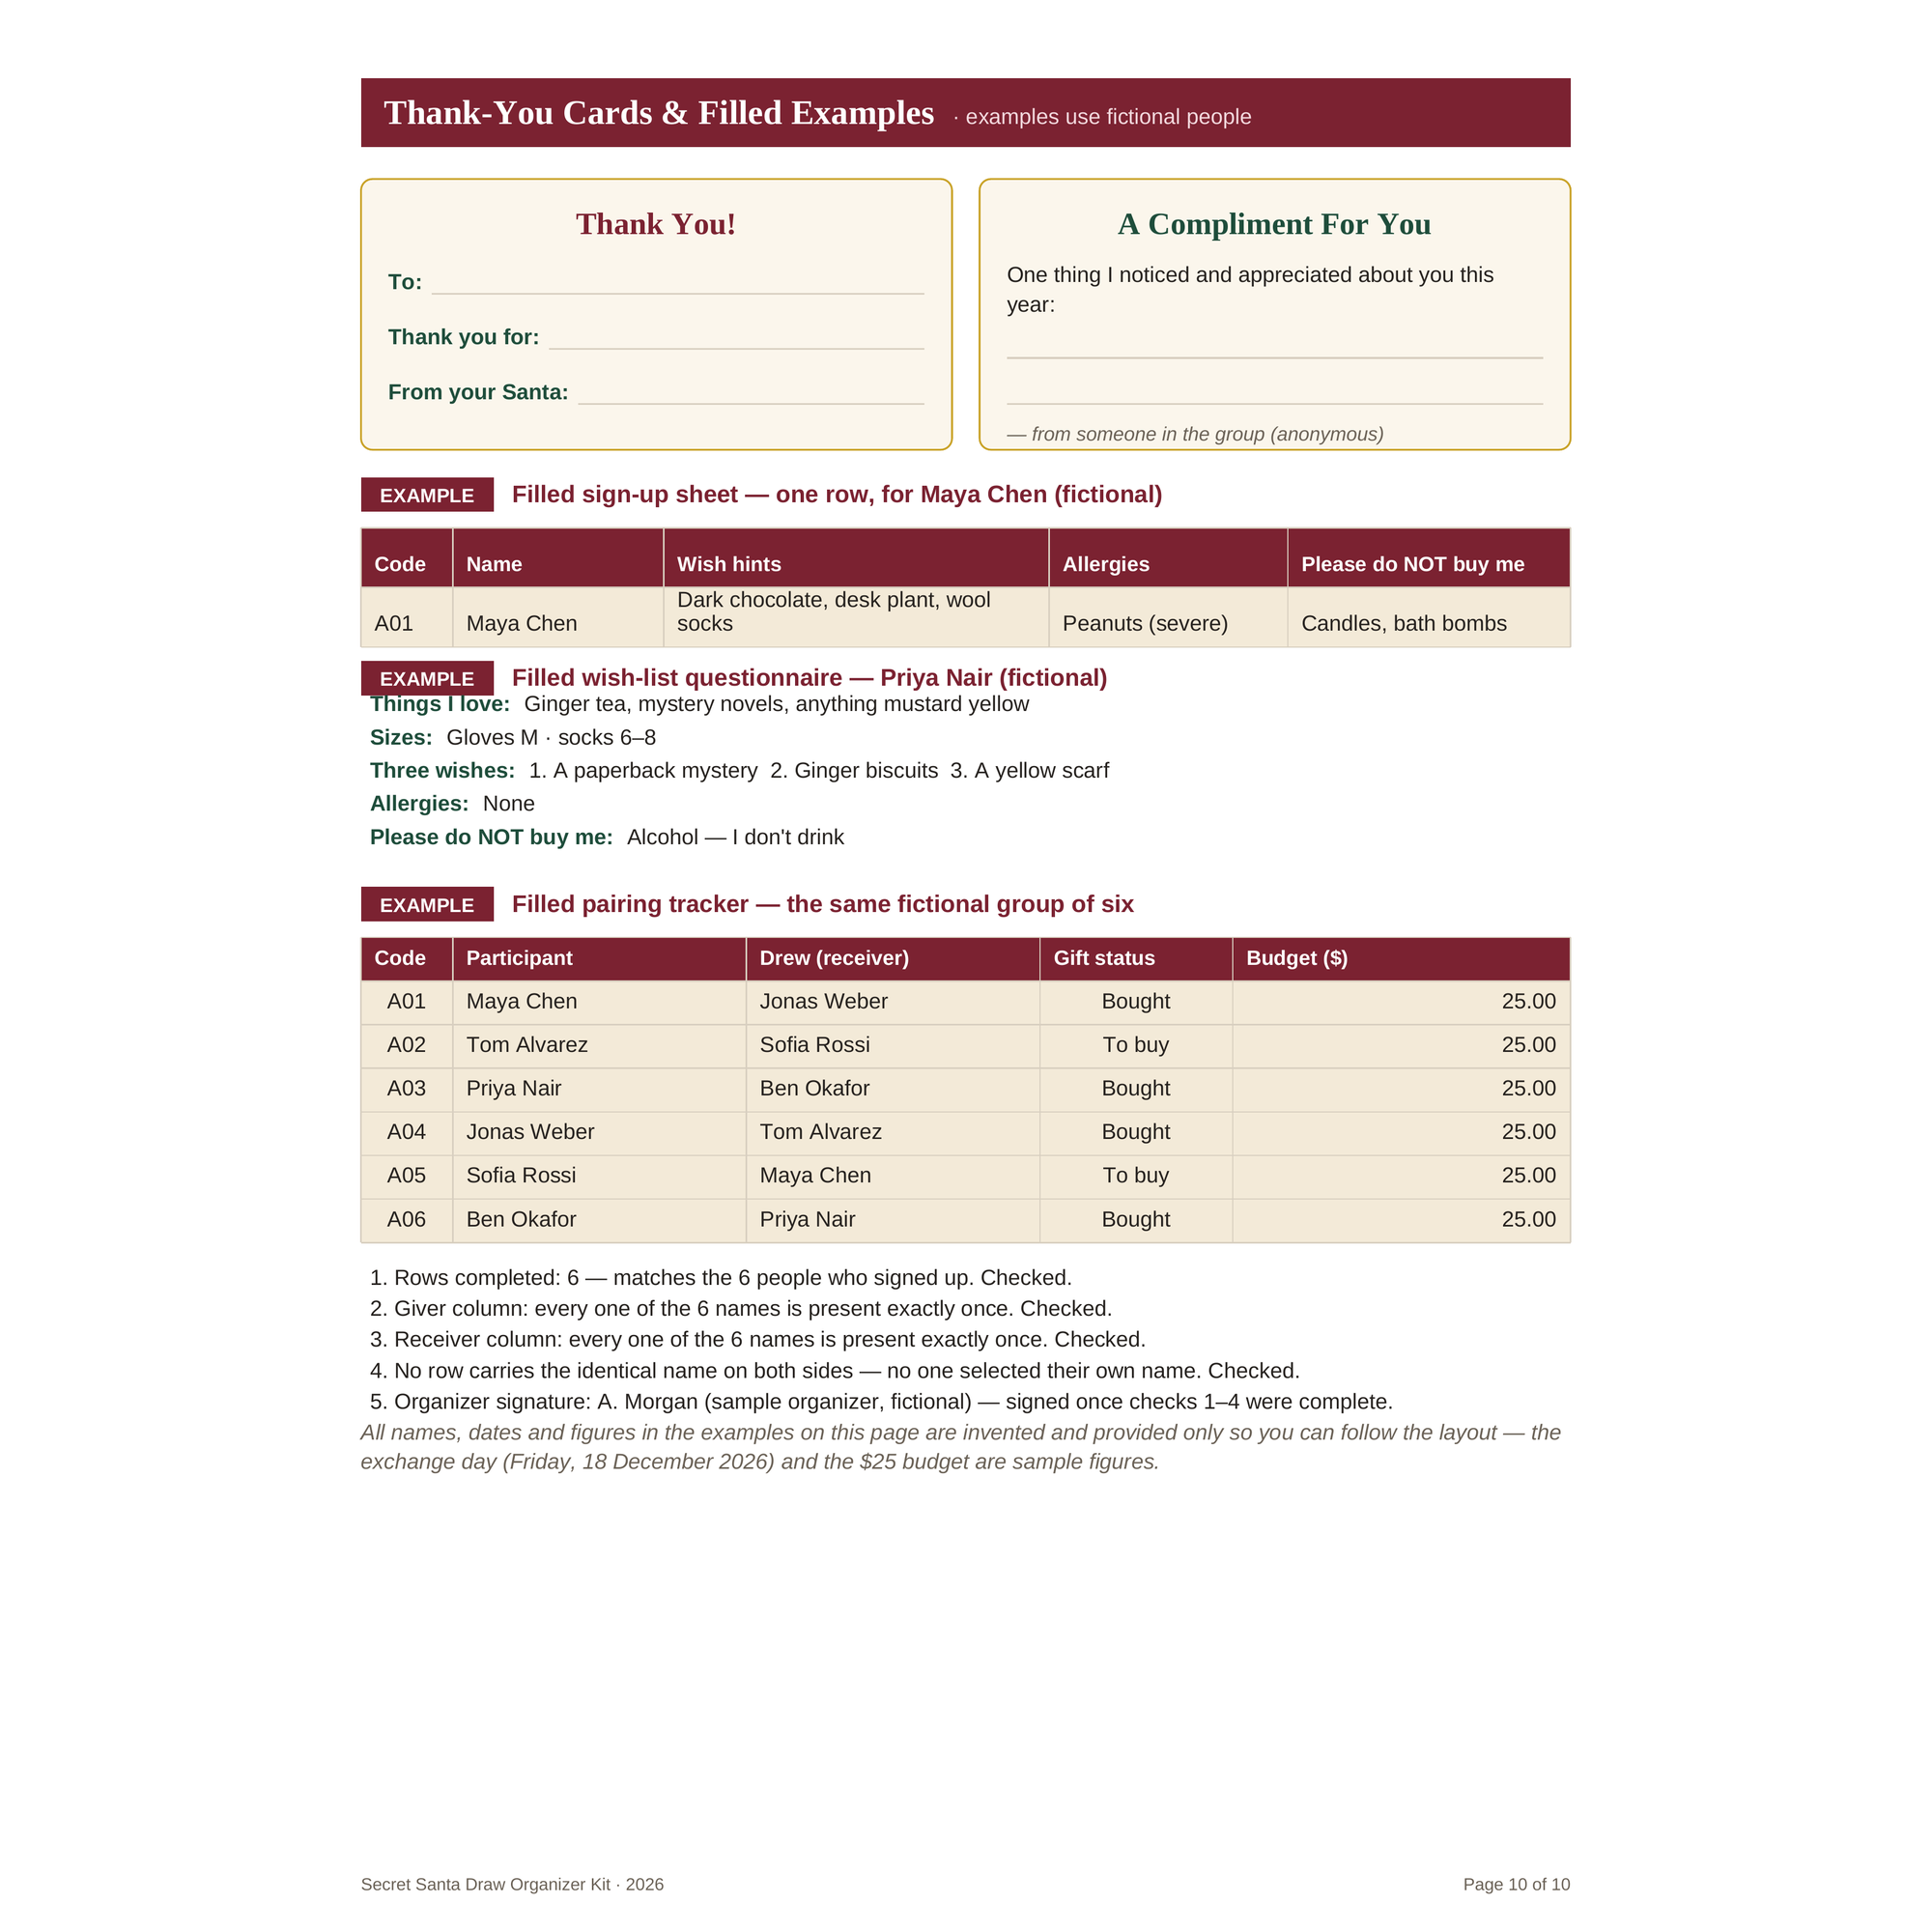 Thank-You Cards & Filled Examples · examples use fictional people
Thank You!
To:
Thank you for:
From your Santa:
A Compliment For You
One thing I noticed and appreciated about you this
year:
— from someone in the group (anonymous)
EXAMPLE Filled sign-up sheet — one row, for Maya Chen (fictional)
Code Name Wish hints Allergies Please do NOT buy me
A01 Maya Chen Dark chocolate, desk plant, wool
socks Peanuts (severe) Candles, bath bombs
EXAMPLE Filled wish-list questionnaire — Priya Nair (fictional)
Things I love: Ginger tea, mystery novels, anything mustard yellow
Sizes: Gloves M · socks 6–8
Three wishes: 1. A paperback mystery 2. Ginger biscuits 3. A yellow scarf
Allergies: None
Please do NOT buy me: Alcohol — I don't drink
EXAMPLE Filled pairing tracker — the same fictional group of six
Code Participant Drew (receiver) Gift status Budget ($)
A01 Maya Chen Jonas Weber Bought 25.00
A02 Tom Alvarez Sofia Rossi To buy 25.00
A03 Priya Nair Ben Okafor Bought 25.00
A04 Jonas Weber Tom Alvarez Bought 25.00
A05 Sofia Rossi Maya Chen To buy 25.00
A06 Ben Okafor Priya Nair Bought 25.00
1. Rows completed: 6 — matches the 6 people who signed up. Checked.
2. Giver column: every one of the 6 names is present exactly once. Checked.
3. Receiver column: every one of the 6 names is present exactly once. Checked.
4. No row carries the identical name on both sides — no one selected their own name. Checked.
5. Organizer signature: A. Morgan (sample organizer, fictional) — signed once checks 1–4 were complete.
All names, dates and figures in the examples on this page are invented and provided only so you can follow the layout — the
exchange day (Friday, 18 December 2026) and the $25 budget are sample figures.
Secret Santa Draw Organizer Kit · 2026
Page 10 of 10